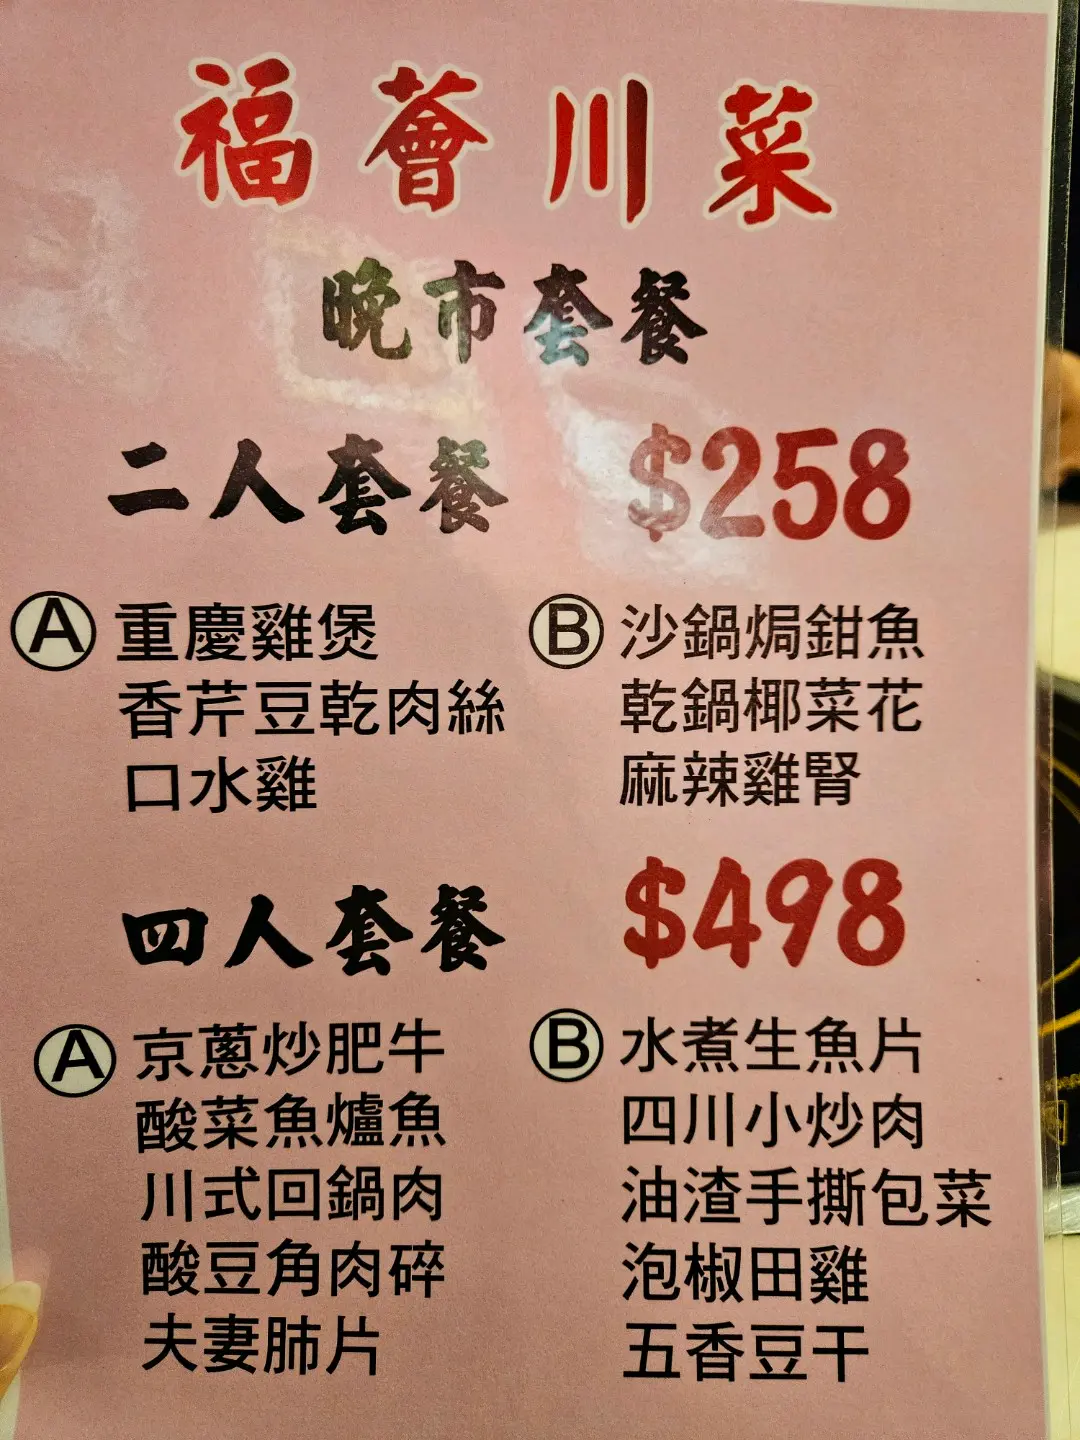 福薈川菜
晚市套餐
二人套餐 $258
Ⓐ 重慶雞煲
香芹豆乾肉絲
口水雞
Ⓑ 沙鍋焗鉗魚
乾鍋椰菜花
麻辣雞腎
四人套餐 $498
Ⓐ 京蔥炒肥牛
酸菜魚爐魚
川式回鍋肉
酸豆角肉碎
夫妻肺片
Ⓑ 水煮生魚片
四川小炒肉
油渣手撕包菜
泡椒田雞
五香豆干